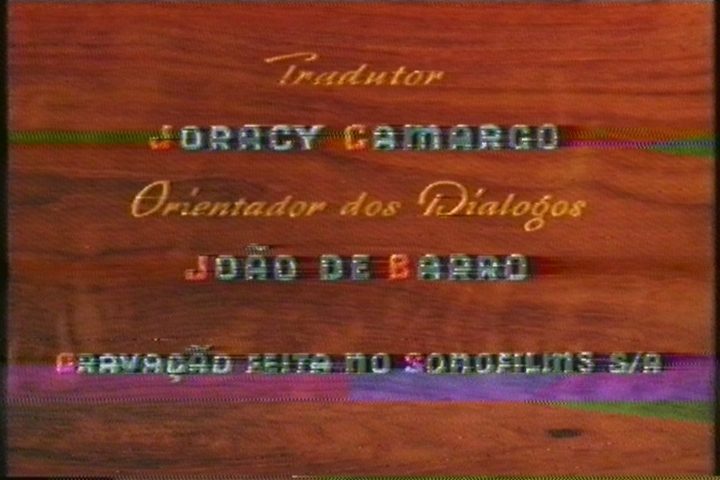 Tradutor
JORACY CAMARGO
Orientador dos Dialogos
JOÃO DE BARRO
GRAVAÇÃO FEITA NO SONOFILMS S/A